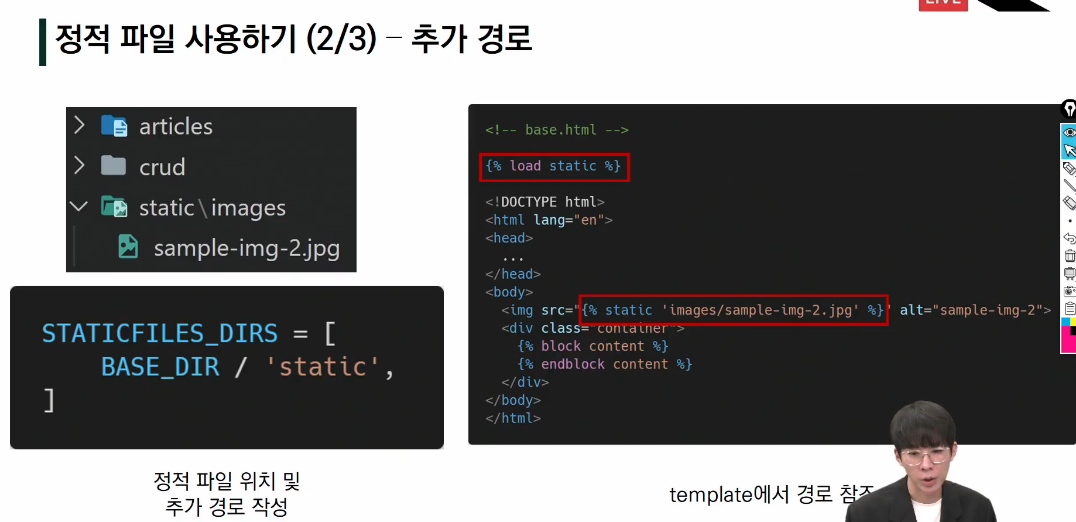 LIVE
정적 파일 사용하기 (2/3) – 추가 경로
articles
crud
static\images
sample-img-2.jpg
STATICFILES_DIRS = [
BASE_DIR / 'static',
]
정적 파일 위치 및
추가 경로 작성
<!-- base.html -->
{% load static %}
<!DOCTYPE html>
<html lang="en">
<head>
...
</head>
<body>
<img src="{% static 'images/sample-img-2.jpg' %}" alt="sample-img-2">
<div class="container">
{% block content %}
{% endblock content %}
</div>
</body>
</html>
template에서 경로 참조